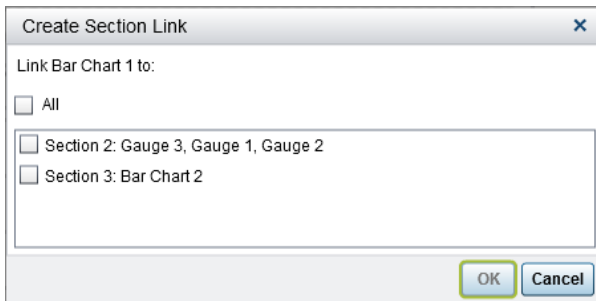 Create Section Link
Link Bar Chart 1 to:
All
Section 2: Gauge 3, Gauge 1, Gauge 2
Section 3: Bar Chart 2
OK Cancel